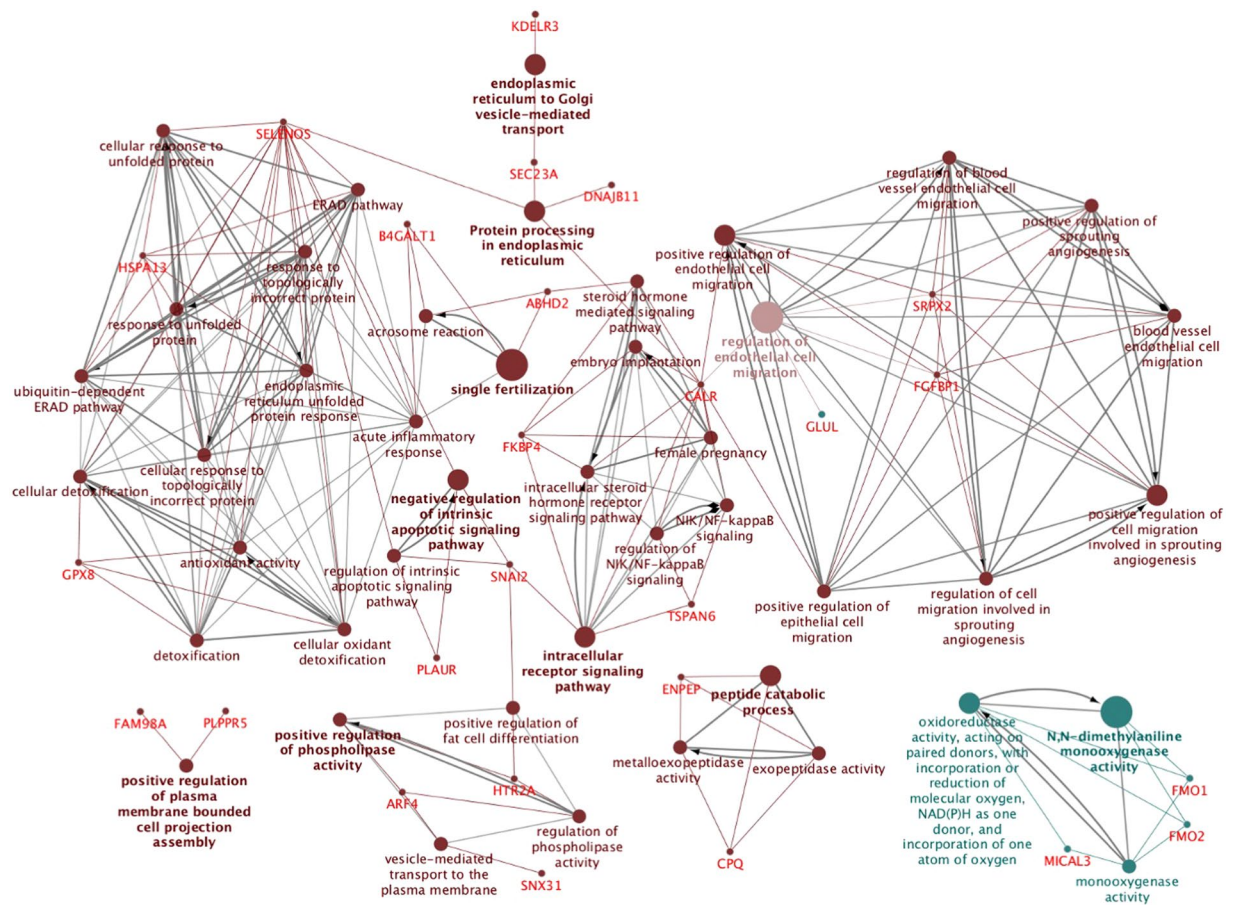 KDELR3
endoplasmic
reticulum to Golgi
vesicle-mediated
transport
SEC23A
DNAJB11
Protein processing
in endoplasmic
reticulum
cellular response to
unfolded protein
SELENOS
ERAD pathway
HSPA13
response to
topologically
incorrect protein
response to unfolded
protein
ubiquitin-dependent
ERAD pathway
endoplasmic
reticulum unfolded
protein response
B4GALT1
acrosome reaction
ABHD2
single fertilization
acute inflammatory
response
cellular detoxification
cellular response to
topologically
incorrect protein
negative regulation
of intrinsic
apoptotic signaling
pathway
GPX8
antioxidant activity
regulation of intrinsic
apoptotic signaling
pathway
detoxification
cellular oxidant
detoxification
PLAUR
SNAI2
steroid hormone
mediated signaling
pathway
embryo implantation
CALR
FKBP4
female pregnancy
intracellular steroid
hormone receptor
signaling pathway
NIK/NF-kappaB
signaling
regulation of
NIK/NF-kappaB
signaling
TSPAN6
intracellular
receptor signaling
pathway
regulation of blood
vessel endothelial cell
migration
positive regulation of
sprouting
angiogenesis
positive regulation of
endothelial cell
migration
SRPX2
regulation of
endothelial cell
migration
blood vessel
endothelial cell
migration
FGFBP1
GLUL
positive regulation of
cell migration
involved in sprouting
angiogenesis
positive regulation of
epithelial cell
migration
regulation of cell
migration involved in
sprouting
angiogenesis
FAM98A
PLPPR5
positive regulation
of plasma
membrane bounded
cell projection
assembly
positive regulation
of phospholipase
activity
positive regulation of
fat cell differentiation
HTR2A
ARF4
regulation of
phospholipase
activity
vesicle-mediated
transport to the
plasma membrane
SNX31
ENPEP
peptide catabolic
process
metalloexopeptidase
activity
exopeptidase activity
CPQ
oxidoreductase
activity, acting on
paired donors, with
incorporation or
reduction of
molecular oxygen,
NAD(P)H as one
donor, and
incorporation of one
atom of oxygen
N,N-dimethylaniline
monooxygenase
activity
FMO1
FMO2
MICAL3
monooxygenase
activity